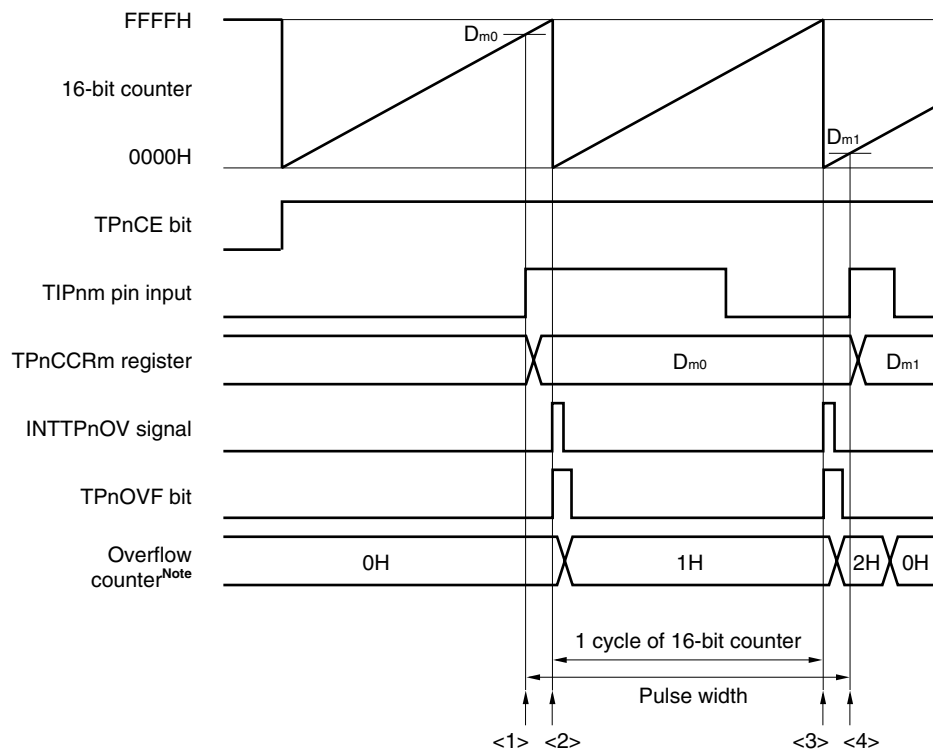 FFFFH
Dm0
16-bit counter
0000H
Dm1
TPnCE bit
TIPnm pin input
TPnCCRm register
Dm0
Dm1
INTTPnOV signal
TPnOVF bit
Overflow
counterNote
0H
1H
2H
0H
1 cycle of 16-bit counter
Pulse width
<1> <2> <3> <4>